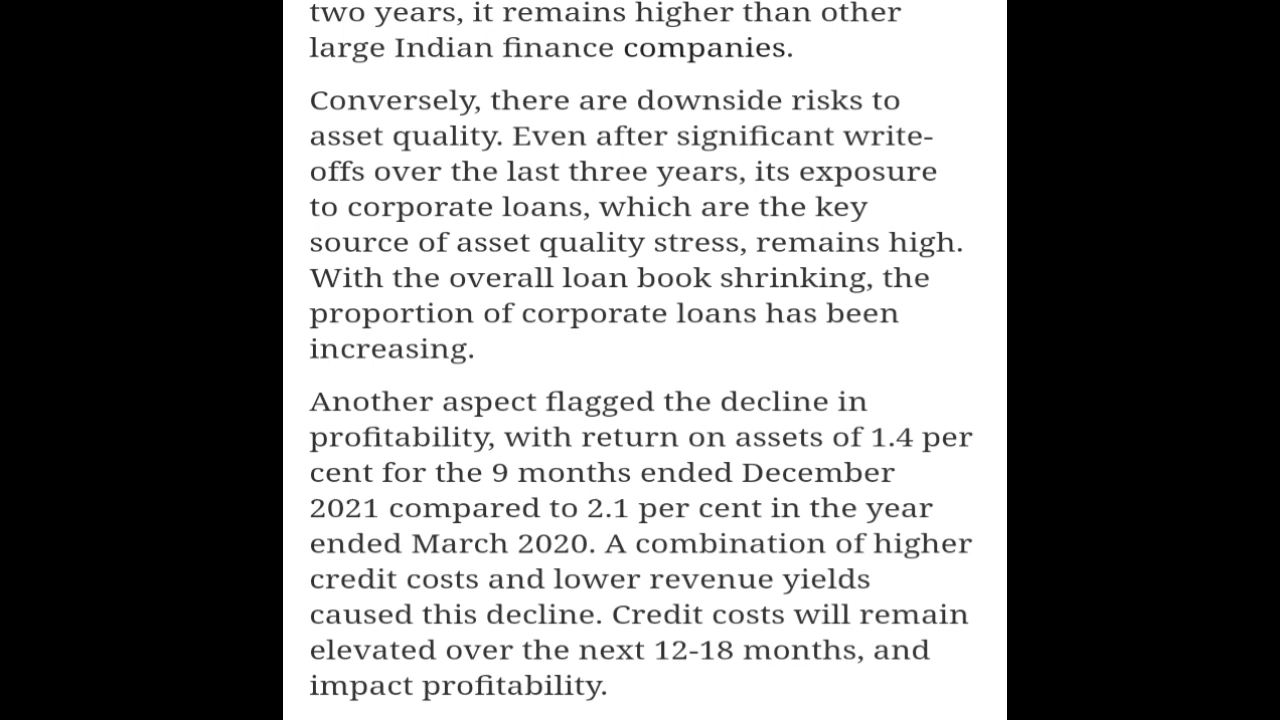 two years, it remains higher than other
large Indian finance companies.
Conversely, there are downside risks to
asset quality. Even after significant write-
offs over the last three years, its exposure
to corporate loans, which are the key
source of asset quality stress, remains high.
With the overall loan book shrinking, the
proportion of corporate loans has been
increasing.
Another aspect flagged the decline in
profitability, with return on assets of 1.4 per
cent for the 9 months ended December
2021 compared to 2.1 per cent in the year
ended March 2020. A combination of higher
credit costs and lower revenue yields
caused this decline. Credit costs will remain
elevated over the next 12-18 months, and
impact profitability.